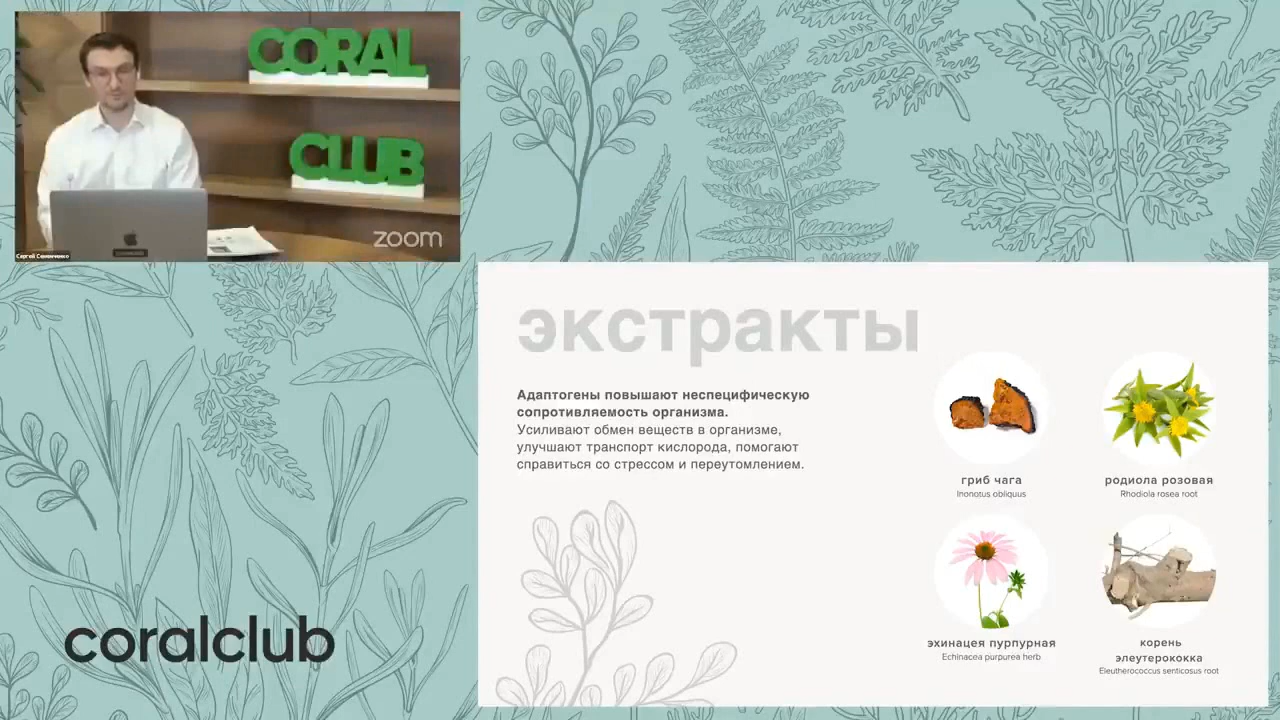 CORAL
CLUB
zoom
Сергей Семенченко
экстракты
Адаптогены повышают неспецифическую
сопротивляемость организма.
Усиливают обмен веществ в организме,
улучшают транспорт кислорода, помогают
справиться со стрессом и переутомлением.
гриб чага
Inonotus obliquus
родиола розовая
Rhodiola rosea root
эхинацея пурпурная
Echinacea purpurea herb
корень
элеутерококка
Eleutherococcus senticosus root
coralclub